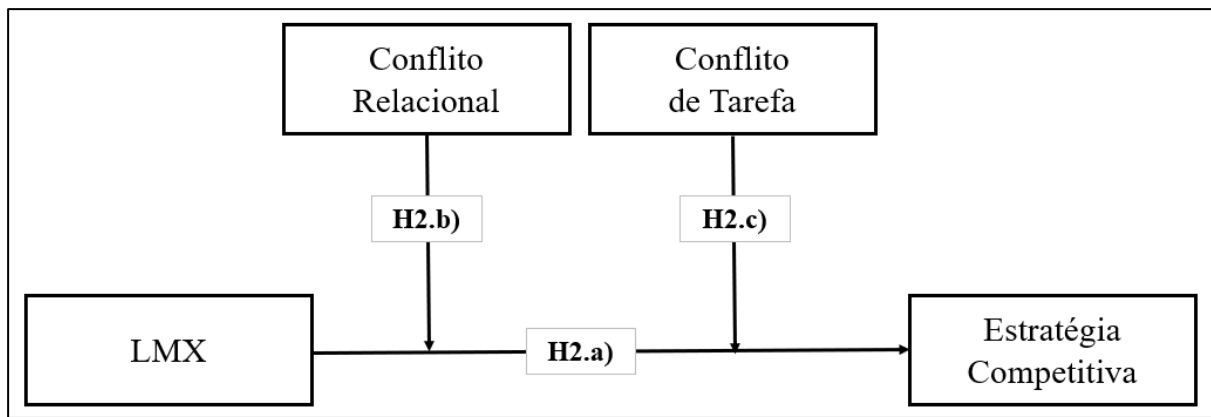 Conflito
Relacional
Conflito
de Tarefa
H2.b)
H2.c)
LMX
H2.a)
Estratégia
Competitiva